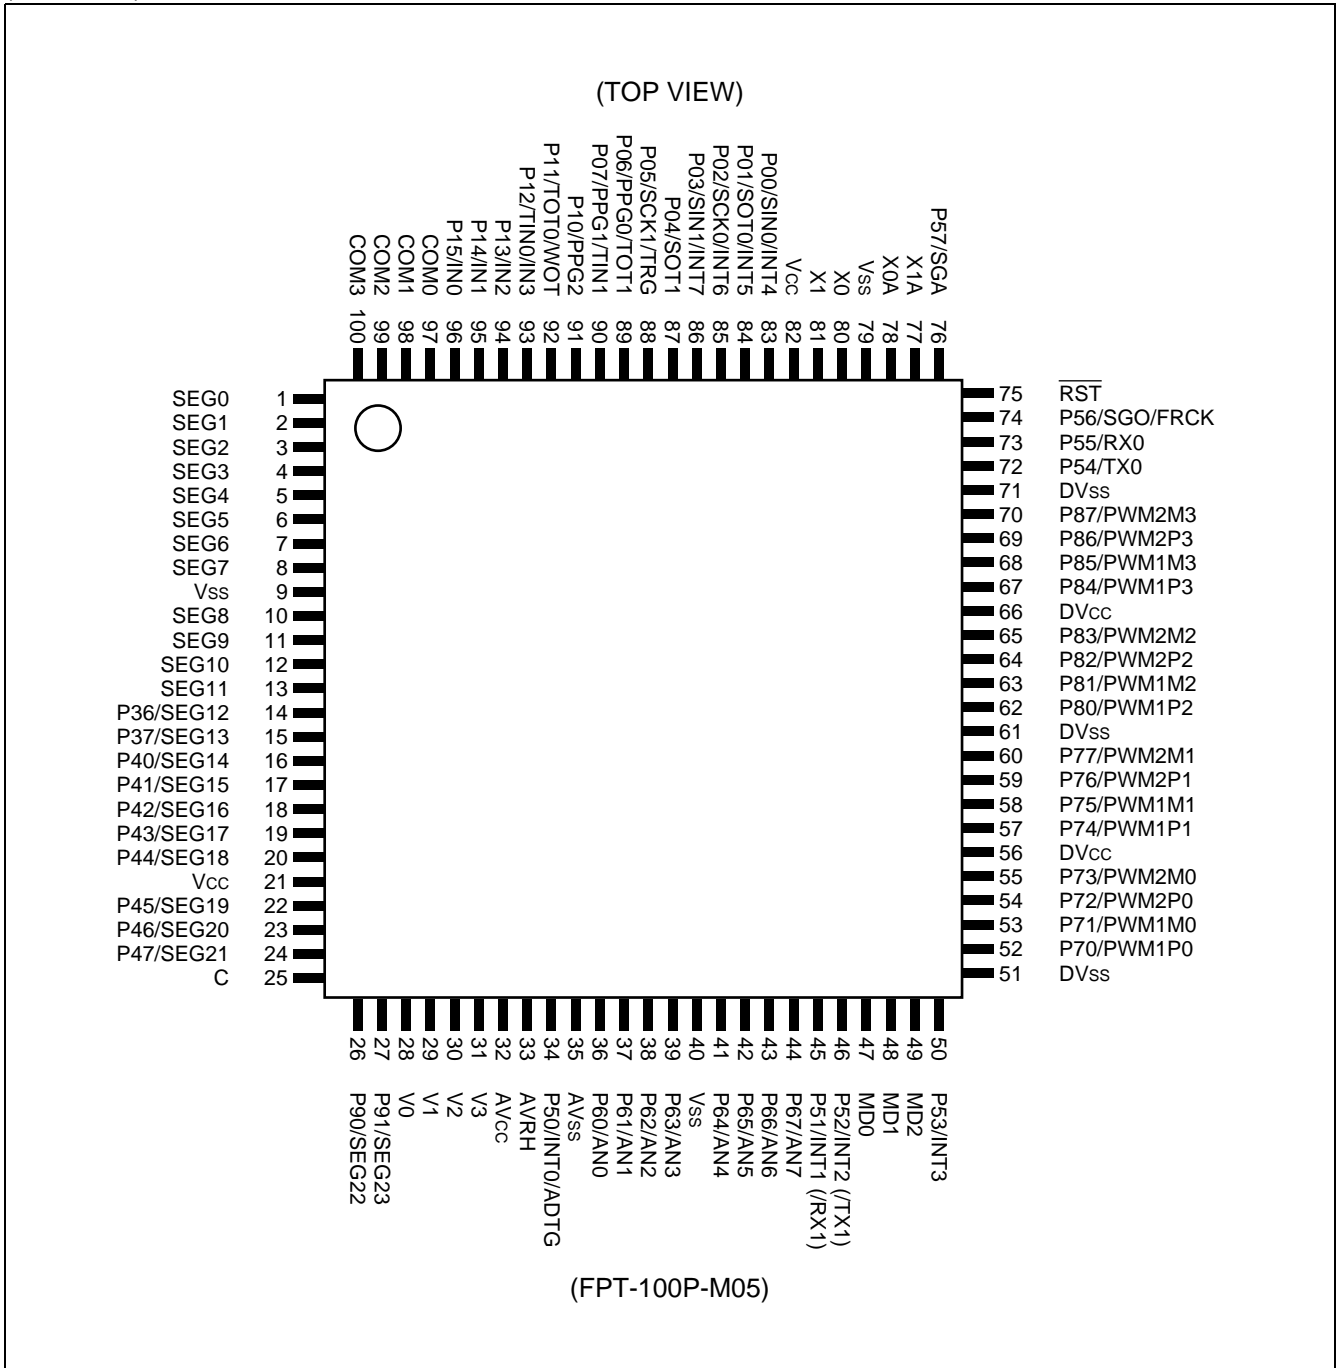 (TOP VIEW)
COM3 100
COM2 99
COM1 98
COM0 97
P15/IN0 96
P14/IN1 95
P13/IN2 94
P12/TIN0/IN3 93
P11/TOT0/WOT 92
P10/PPG2 91
P07/PPG1/TIN1 90
P06/PPG0/TOT1 89
P05/SCK1/TRG 88
P04/SOT1 87
P03/SIN1/INT7 86
P02/SCK0/INT6 85
P01/SOT0/INT5 84
P00/SIN0/INT4 83
Vcc 82
X1 81
X0 80
Vss 79
X0A 78
X1A 77
P57/SGA 76
SEG0 1
SEG1 2
SEG2 3
SEG3 4
SEG4 5
SEG5 6
SEG6 7
SEG7 8
Vss 9
SEG8 10
SEG9 11
SEG10 12
SEG11 13
P36/SEG12 14
P37/SEG13 15
P40/SEG14 16
P41/SEG15 17
P42/SEG16 18
P43/SEG17 19
P44/SEG18 20
Vcc 21
P45/SEG19 22
P46/SEG20 23
P47/SEG21 24
C 25
75 RST
74 P56/SGO/FRCK
73 P55/RX0
72 P54/TX0
71 DVss
70 P87/PWM2M3
69 P86/PWM2P3
68 P85/PWM1M3
67 P84/PWM1P3
66 DVcc
65 P83/PWM2M2
64 P82/PWM2P2
63 P81/PWM1M2
62 P80/PWM1P2
61 DVss
60 P77/PWM2M1
59 P76/PWM2P1
58 P75/PWM1M1
57 P74/PWM1P1
56 DVcc
55 P73/PWM2M0
54 P72/PWM2P0
53 P71/PWM1M0
52 P70/PWM1P0
51 DVss
26 P90/SEG22
27 P91/SEG23
28 V0
29 V1
30 V2
31 V3
32 AVcc
33 AVRH
34 P50/INT0/ADTG
35 AVss
36 P60/AN0
37 P61/AN1
38 P62/AN2
39 P63/AN3
40 Vss
41 P64/AN4
42 P65/AN5
43 P66/AN6
44 P67/AN7
45 P51/INT1 (/RX1)
46 P52/INT2 (/TX1)
47 MD0
48 MD1
49 MD2
50 P53/INT3
(FPT-100P-M05)